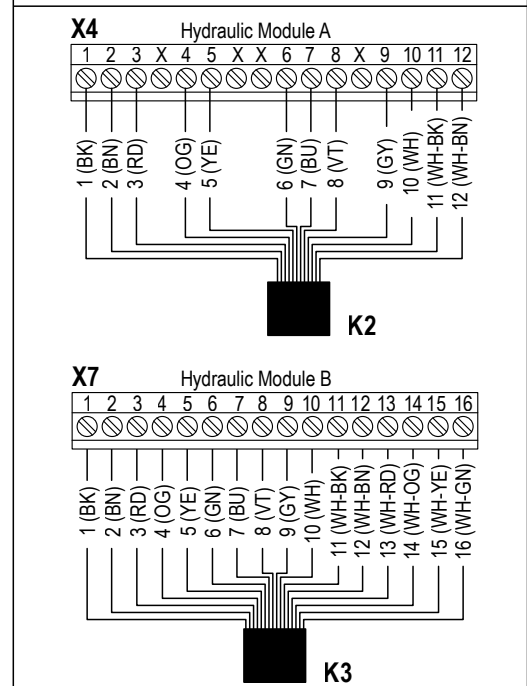 X4 Hydraulic Module A
1 2 3 X 4 5 X X 6 7 8 X 9 10 11 12
1 (BK) 2 (BN) 3 (RD) 4 (OG) 5 (YE) 6 (GN) 7 (BU) 8 (VT) 9 (GY) 10 (WH) 11 (WH-BK) 12 (WH-BN)
K2
X7 Hydraulic Module B
1 2 3 4 5 6 7 8 9 10 11 12 13 14 15 16
1 (BK) 2 (BN) 3 (RD) 4 (OG) 5 (YE) 6 (GN) 7 (BU) 8 (VT) 9 (GY) 10 (WH) 11 (WH-BK) 12 (WH-BN) 13 (WH-RD) 14 (WH-OG) 15 (WH-YE) 16 (WH-GN)
K3